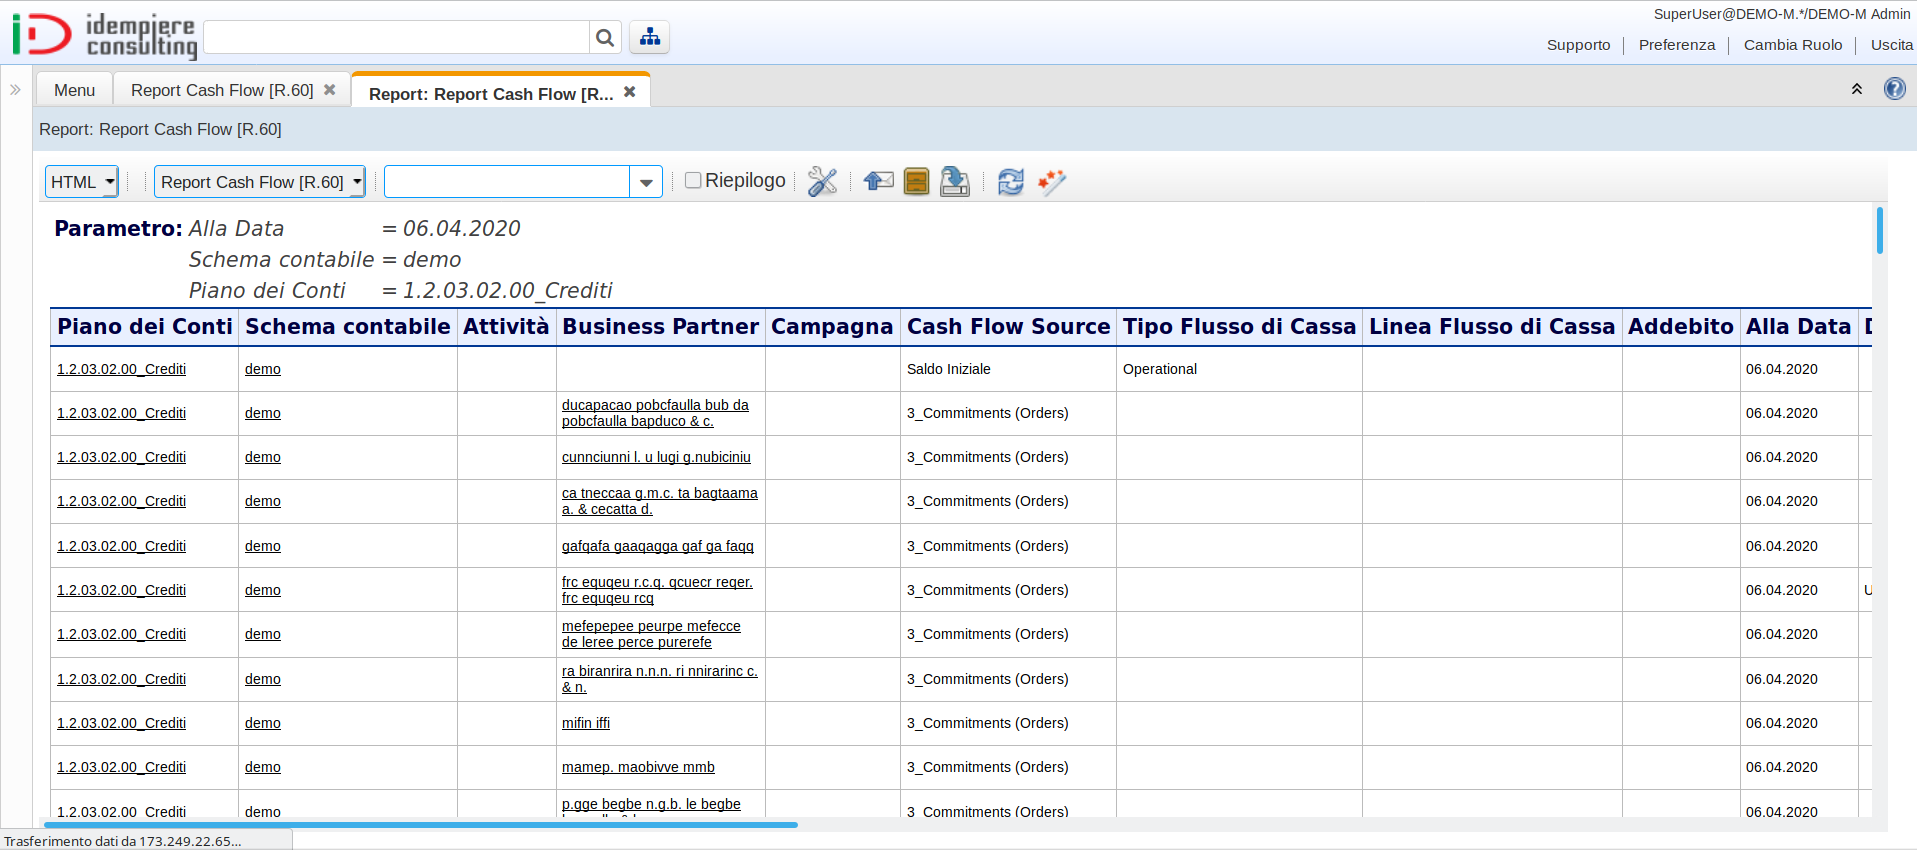 idempiere
consulting
SuperUser@DEMO-M.*/DEMO-M Admin
Supporto
Preferenza
Cambia Ruolo
Uscita
Menu
Report Cash Flow [R.60]
Report: Report Cash Flow [R...
Report: Report Cash Flow [R.60]
HTML
Report Cash Flow [R.60]
Riepilogo
Parametro: Alla Data = 06.04.2020
Schema contabile = demo
Piano dei Conti = 1.2.03.02.00_Crediti
Piano dei Conti Schema contabile Attività Business Partner Campagna Cash Flow Source Tipo Flusso di Cassa Linea Flusso di Cassa Addebito Alla Data
1.2.03.02.00_Crediti demo Saldo Iniziale Operational 06.04.2020
1.2.03.02.00_Crediti demo ducapacao pobcfaulla bub da
pobcfaulla bapduco & c. 3_Commitments (Orders) 06.04.2020
1.2.03.02.00_Crediti demo cunnciunni l. u lugi g.nubiciniu 3_Commitments (Orders) 06.04.2020
1.2.03.02.00_Crediti demo ca tneccaa g.m.c. ta bagtaama
a. & cecatta d. 3_Commitments (Orders) 06.04.2020
1.2.03.02.00_Crediti demo gafqafa gaaqagga gaf ga faqq 3_Commitments (Orders) 06.04.2020
1.2.03.02.00_Crediti demo frc equqeu r.c.q. qcuecr reqer.
frc equqeu rcq 3_Commitments (Orders) 06.04.2020
1.2.03.02.00_Crediti demo mefepepee peurpe mefecce
de leree perce purerefe 3_Commitments (Orders) 06.04.2020
1.2.03.02.00_Crediti demo ra biranrira n.n.n. ri nnirarinc c.
& n. 3_Commitments (Orders) 06.04.2020
1.2.03.02.00_Crediti demo mifin iffi 3_Commitments (Orders) 06.04.2020
1.2.03.02.00_Crediti demo mamep. maobivve mmb 3_Commitments (Orders) 06.04.2020
1.2.03.02.00_Crediti demo p.gge begbe n.g.b. le begbe 3_Commitments (Orders) 06.04.2020
Trasferimento dati da 173.249.22.65...